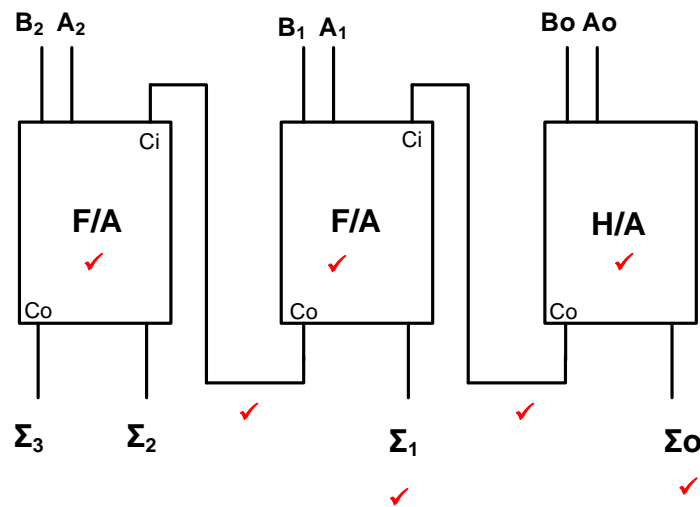 B₂ A₂ B₁ A₁ Bo Ao
Ci Ci
F/A F/A H/A
Co Co Co
Σ₃ Σ₂ Σ₁ Σo